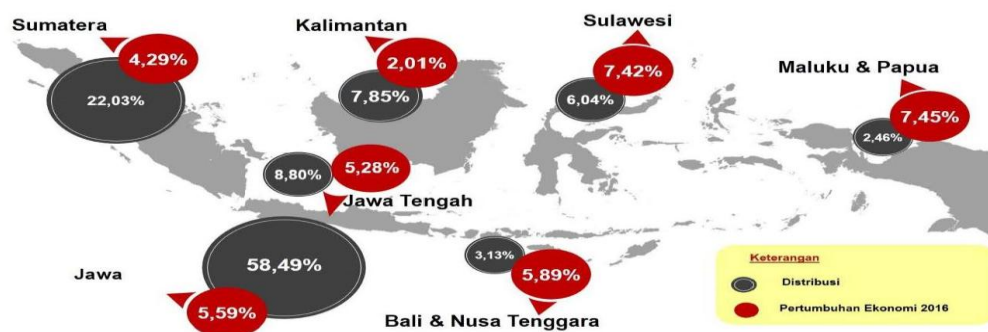 Sumatera
4,29%
22,03%
Kalimantan
2,01%
7,85%
Sulawesi
7,42%
6,04%
Maluku & Papua
7,45%
2,46%
8,80%
5,28%
Jawa Tengah
Jawa
58,49%
5,59%
3,13%
5,89%
Bali & Nusa Tenggara
Keterangan
Distribusi
Pertumbuhan Ekonomi 2016